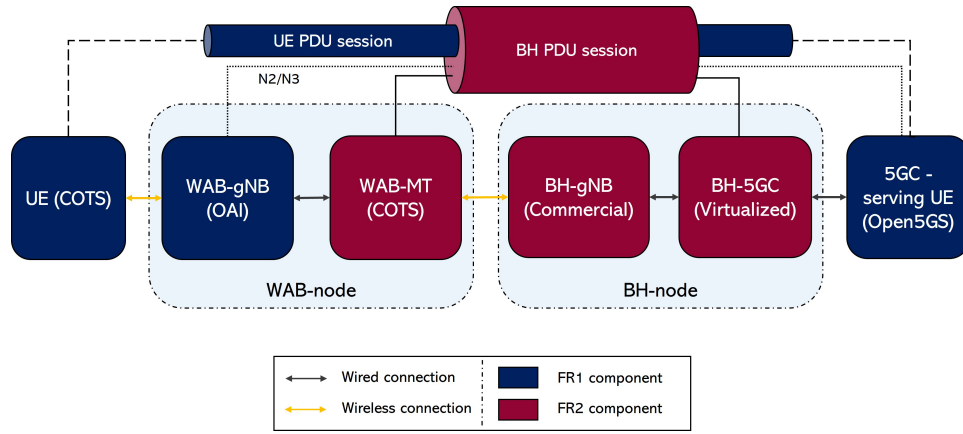 UE PDU session
BH PDU session
N2/N3
UE (COTS)
WAB-gNB
(OAI)
WAB-MT
(COTS)
BH-gNB
(Commercial)
BH-5GC
(Virtualized)
5GC -
serving UE
(Open5GS)
WAB-node
BH-node
Wired connection
FR1 component
Wireless connection
FR2 component